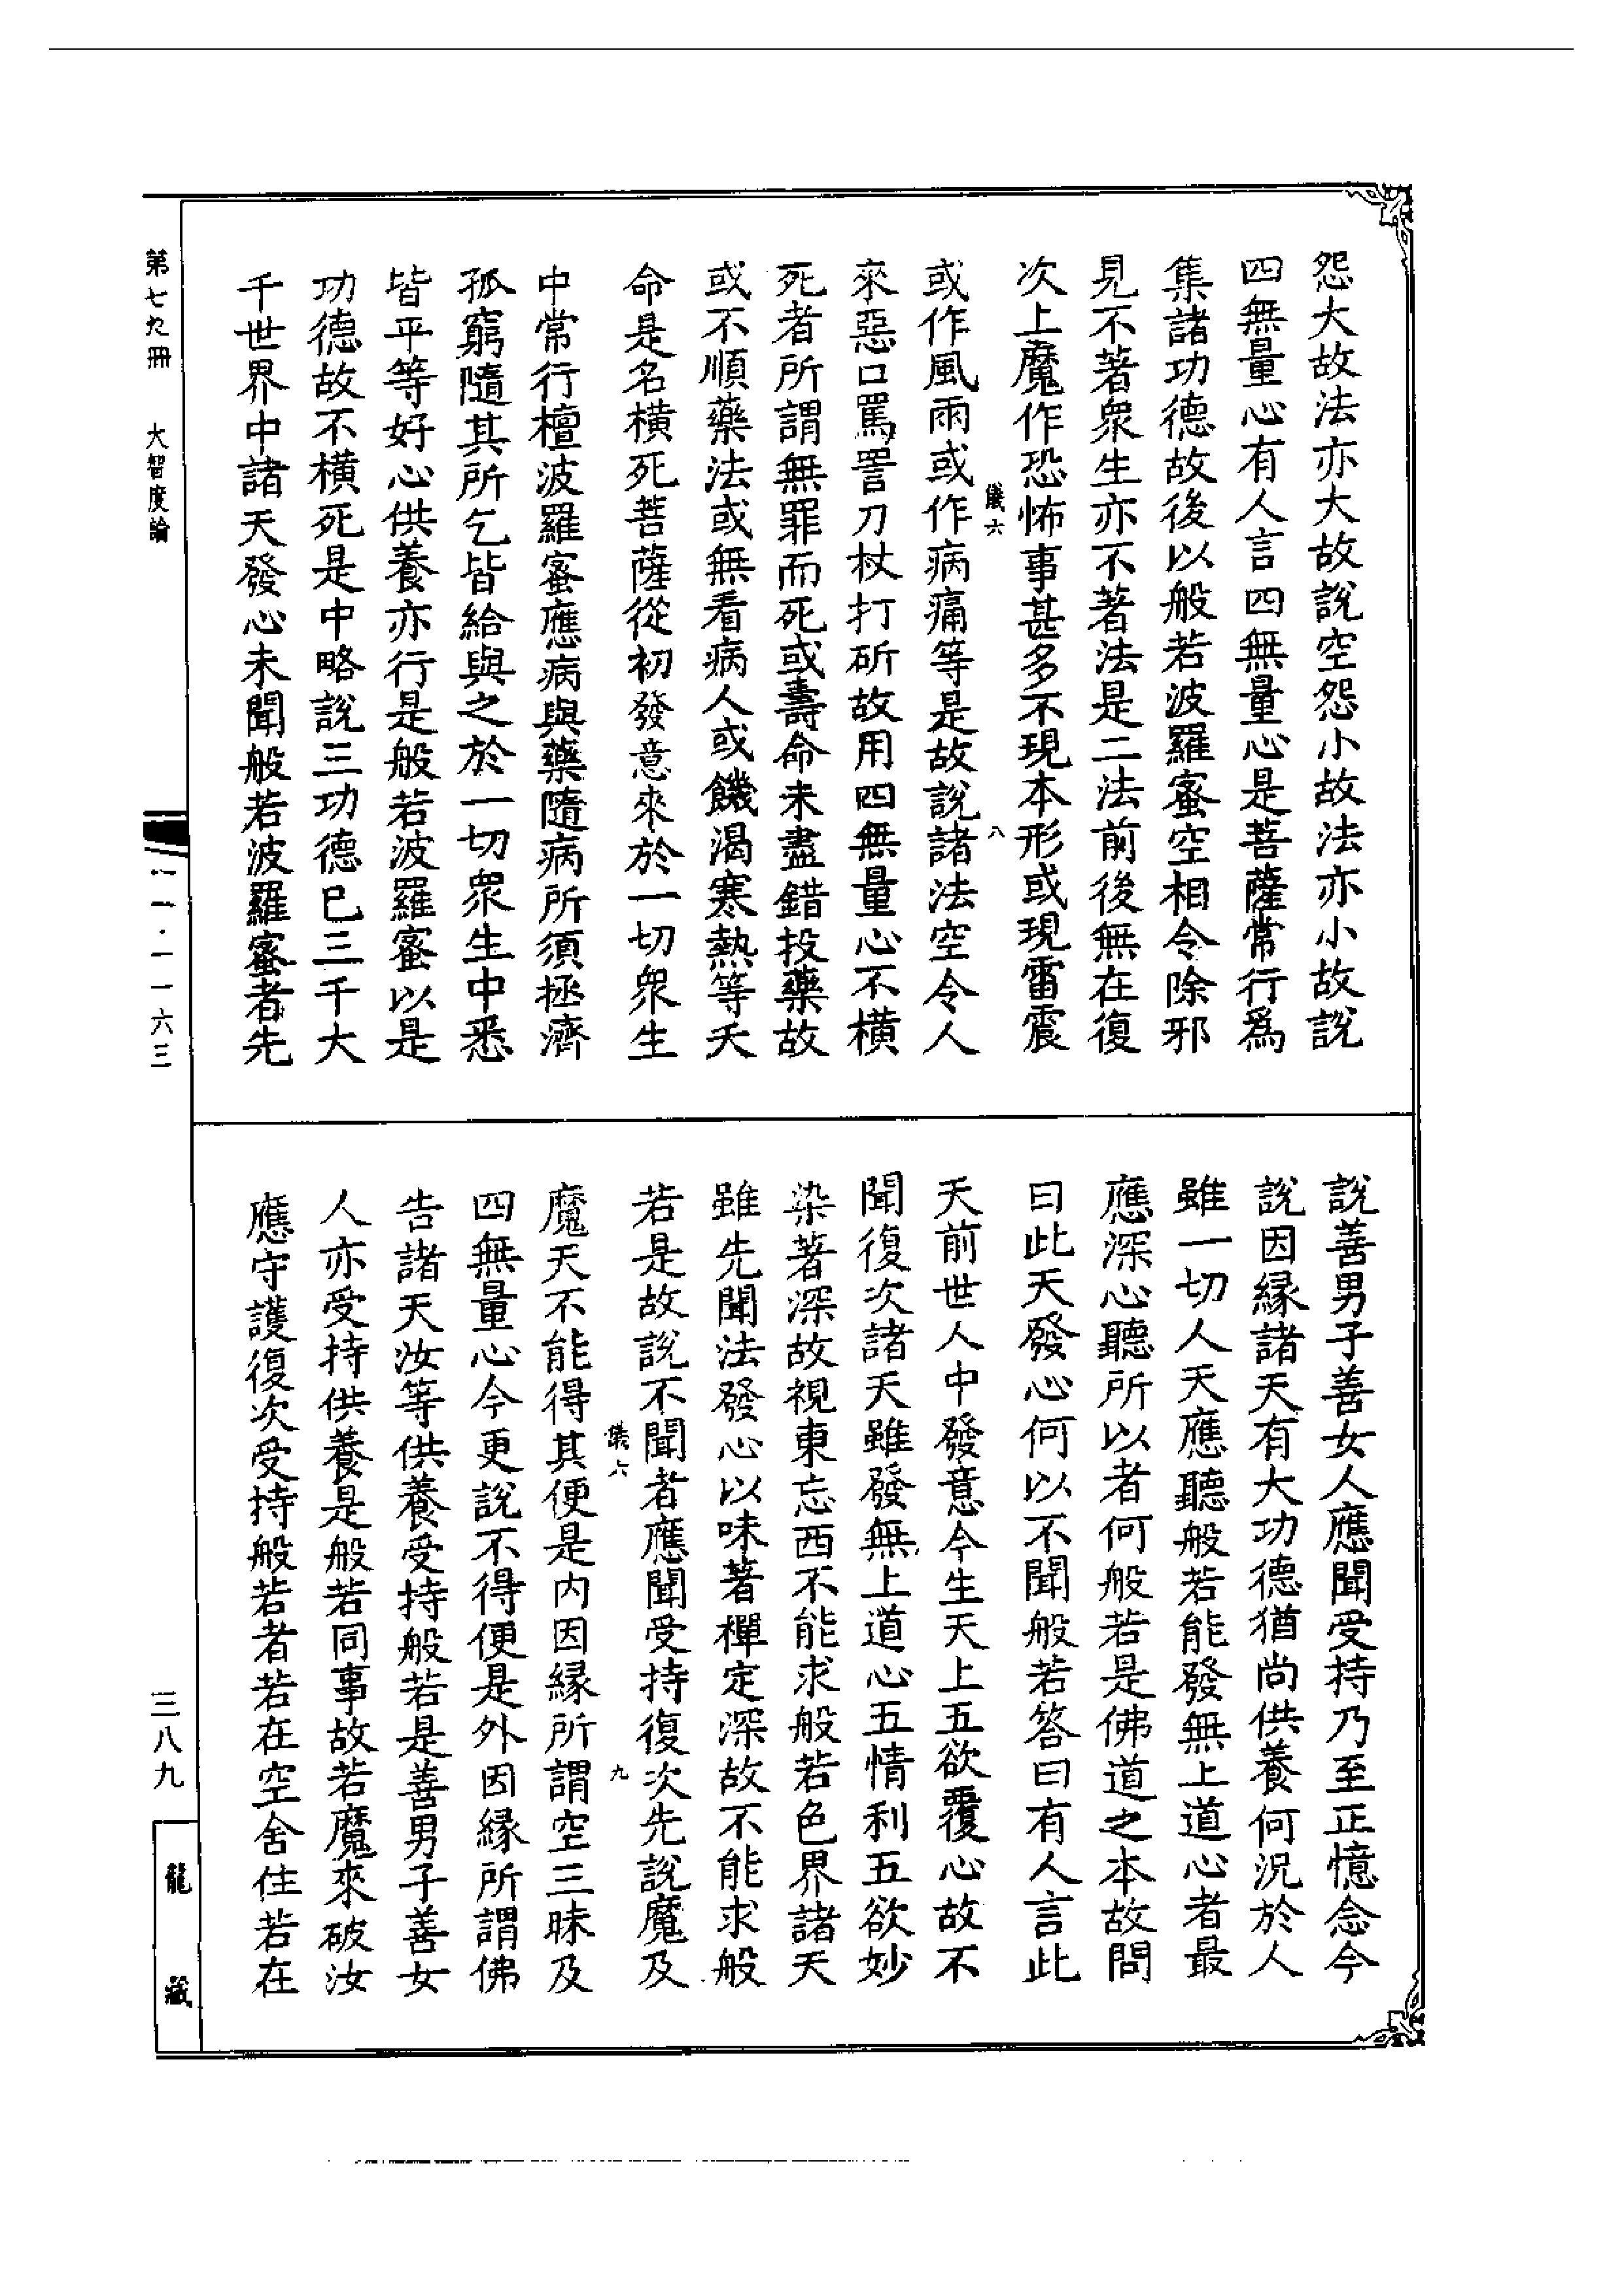 怨大故法亦大故說空怨小故法亦小故說
四無量心有人言四無量心是菩薩常行爲
集諸功德故後以般若波羅蜜空相令除邪
見不著衆生亦不著法是二法前後無在復
次上魔作恐怖事甚多不現本形或現雷震
儀六
八
或作風雨或作病痛等是故說諸法空令人
來惡口罵詈刀杖打斫故用四無量心不橫
死者所謂無罪而死或壽命未盡錯投藥故
或不順藥法或無看病人或饑渴寒熱等夭
命是名橫死菩薩從初發意來於一切衆生
中常行檀波羅蜜應病與藥隨病所須拯濟
孤窮隨其所乞皆給與之於一切衆生中悉
皆平等好心供養亦行是般若波羅蜜以是
功德故不橫死是中略說三功德已三千大
千世界中諸天發心未聞般若波羅蜜者先
說善男子善女人應聞受持乃至正憶念今
說因緣諸天有大功德猶尚供養何況於人
雖一切人天應聽般若能發無上道心者最
應深心聽所以者何般若是佛道之本故問
曰此天發心何以不聞般若答曰有人言此
天前世人中發意今生天上五欲覆心故不
聞復次諸天雖發無上道心五情利五欲妙
染著深故視東忘西不能求般若色界諸天
雖先聞法發心以味著禪定深故不能求般
若是故說不聞者應聞受持復次先說魔及
儀六
九
魔天不能得其便是內因緣所謂空三昧及
四無量心今更說不得便是外因緣所謂佛
告諸天汝等供養受持般若是善男子善女
人亦受持供養是般若同事故若魔來破汝
應守護復次受持般若者若在空舍住若在
第七九冊
大智度論
一一·一一六三
三八九
龍藏